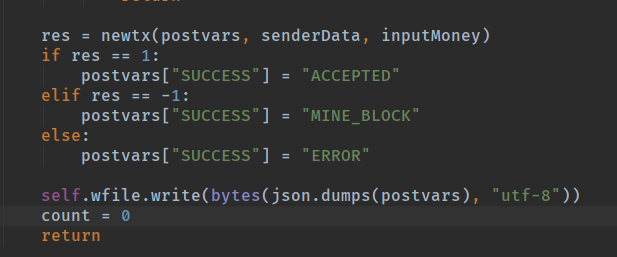 return
res = newtx(postvars, senderData, inputMoney)
if res == 1:
    postvars["SUCCESS"] = "ACCEPTED"
elif res == -1:
    postvars["SUCCESS"] = "MINE_BLOCK"
else:
    postvars["SUCCESS"] = "ERROR"
self.wfile.write(bytes(json.dumps(postvars), "utf-8"))
count = 0
return